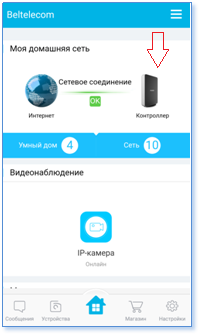 Beltelecom
Моя домашняя сеть
Сетевое соединение
OK
Интернет
Контроллер
Умный дом 4
Сеть 10
Видеонаблюдение
IP-камера
Онлайн
Сообщения
Устройства
Магазин
Настройки